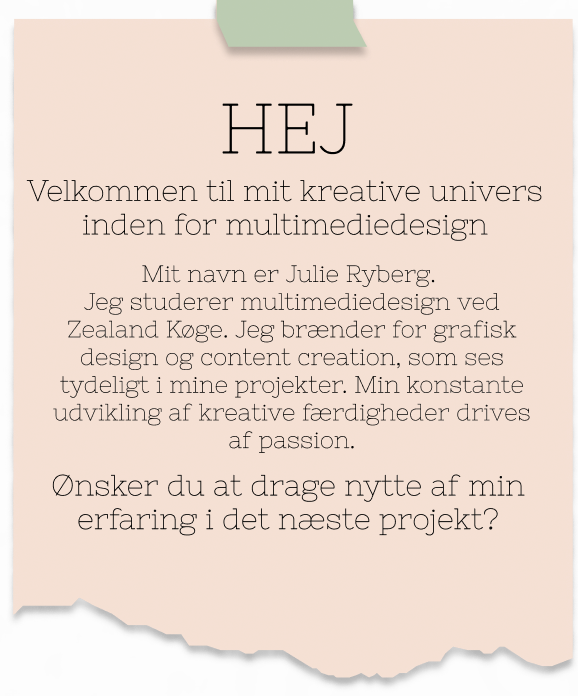 HEJ
Velkommen til mit kreative univers
inden for multimediedesign
Mit navn er Julie Ryberg.
Jeg studerer multimediedesign ved
Zealand Køge. Jeg brænder for grafisk
design og content creation, som ses
tydeligt i mine projekter. Min konstante
udvikling af kreative færdigheder drives
af passion.
Ønsker du at drage nytte af min
erfaring i det næste projekt?